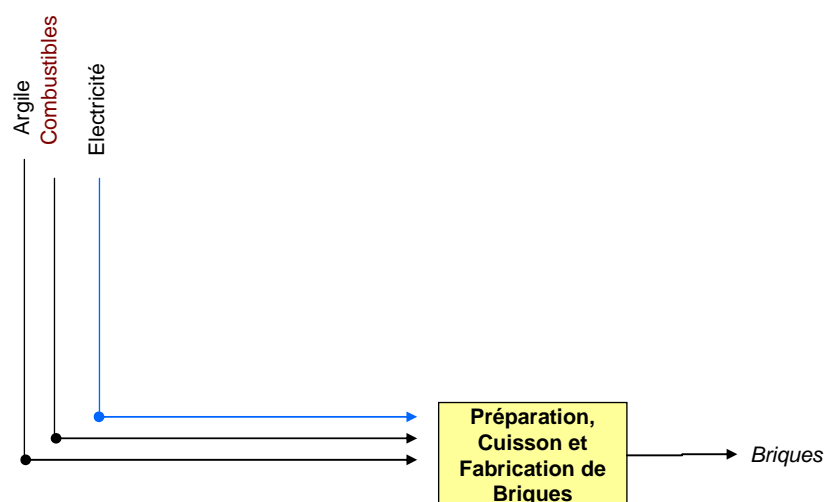 Argile
Combustibles
Electricité
Préparation,
Cuisson et
Fabrication de
Briques
Briques